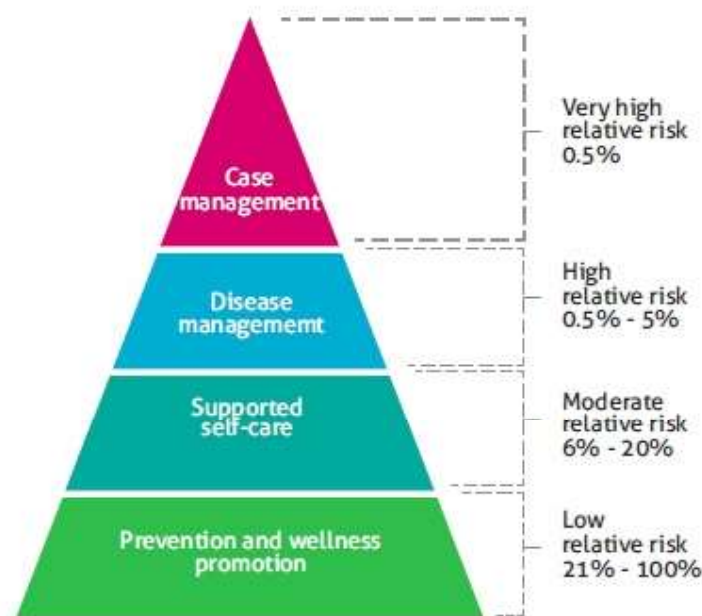 Case
management
Very high
relative risk
0.5%
Disease
managememt
High
relative risk
0.5% - 5%
Supported
self-care
Moderate
relative risk
6% - 20%
Prevention and wellness
promotion
Low
relative risk
21% - 100%